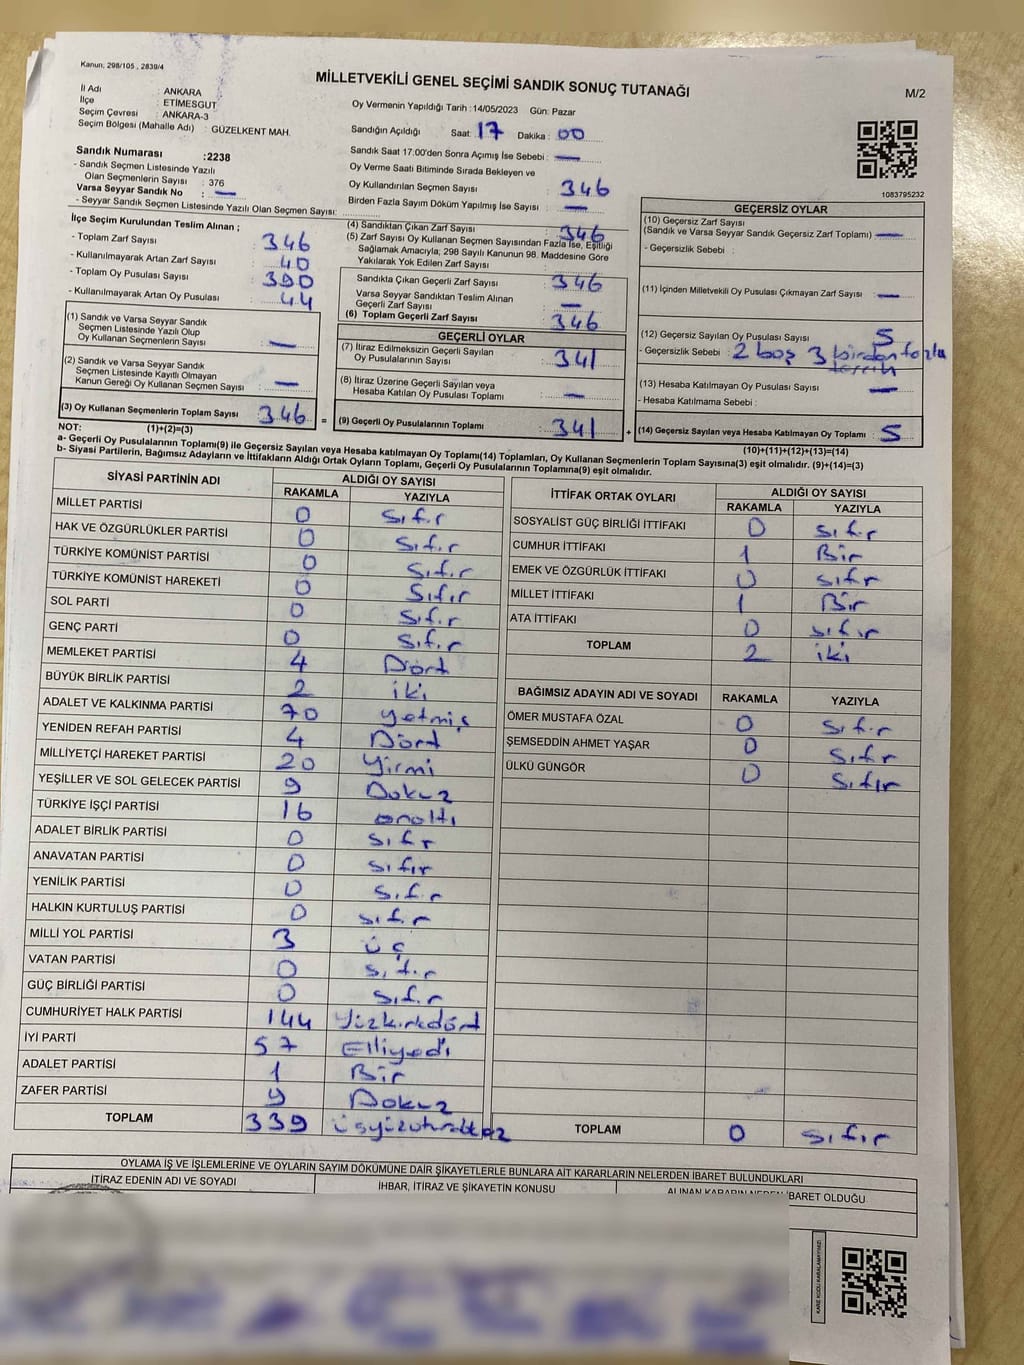 Kanun, 298/105 , 2839/4
MİLLETVEKİLİ GENEL SEÇİMİ SANDIK SONUÇ TUTANAĞI
M/2
İl Adı : ANKARA
İlçe : ETİMESGUT
Seçim Çevresi : ANKARA-3
Seçim Bölgesi (Mahalle Adı) : GÜZELKENT MAH.
Oy Vermenin Yapıldığı Tarih : 14/05/2023 Gün: Pazar
Sandığın Açıldığı Saat: 17 Dakika : 00
Sandık Saat 17.00'den Sonra Açımış İse Sebebi : —
Oy Verme Saati Bitiminde Sırada Bekleyen ve
Oy Kullandırılan Seçmen Sayısı : 346
Birden Fazla Sayım Döküm Yapılmış İse Sayısı : —
1083795232
Sandık Numarası :2238
- Sandık Seçmen Listesinde Yazılı
Olan Seçmenlerin Sayısı : 376
Varsa Seyyar Sandık No : —
- Seyyar Sandık Seçmen Listesinde Yazılı Olan Seçmen Sayısı:
İlçe Seçim Kurulundan Teslim Alınan ;
- Toplam Zarf Sayısı : 346
- Kullanılmayarak Artan Zarf Sayısı : 40
- Toplam Oy Pusulası Sayısı : 390
- Kullanılmayarak Artan Oy Pusulası : 44
(1) Sandık ve Varsa Seyyar Sandık
Seçmen Listesinde Yazılı Olup
Oy Kullanan Seçmenlerin Sayısı : —
(2) Sandık ve Varsa Seyyar Sandık
Seçmen Listesinde Kayıtlı Olmayan
Kanun Gereği Oy Kullanan Seçmen Sayısı : —
(3) Oy Kullanan Seçmenlerin Toplam Sayısı : 346 =
(4) Sandıktan Çıkan Zarf Sayısı : 346
(5) Zarf Sayısı Oy Kullanan Seçmen Sayısından Fazla İse, Eşitliği
Sağlamak Amacıyla, 298 Sayılı Kanunun 98. Maddesine Göre
Yakılarak Yok Edilen Zarf Sayısı :
Sandıkta Çıkan Geçerli Zarf Sayısı : 346
Varsa Seyyar Sandıktan Teslim Alınan
Geçerli Zarf Sayısı : —
(6) Toplam Geçerli Zarf Sayısı : 346
GEÇERLİ OYLAR
(7) İtiraz Edilmeksizin Geçerli Sayılan
Oy Pusulalarının Sayısı : 341
(8) İtiraz Üzerine Geçerli Sayılan veya
Hesaba Katılan Oy Pusulası Toplamı : —
(9) Geçerli Oy Pusulalarının Toplamı : 341 +
GEÇERSİZ OYLAR
(10) Geçersiz Zarf Sayısı
(Sandık ve Varsa Seyyar Sandık Geçersiz Zarf Toplamı) : —
- Geçersizlik Sebebi :
(11) İçinden Milletvekili Oy Pusulası Çıkmayan Zarf Sayısı : —
(12) Geçersiz Sayılan Oy Pusulası Sayısı : 5
- Geçersizlik Sebebi : 2 boş 3 birden fazla
tercih
(13) Hesaba Katılmayan Oy Pusulası Sayısı : —
- Hesaba Katılmama Sebebi :
(14) Geçersiz Sayılan veya Hesaba Katılmayan Oy Toplamı : 5
NOT: (1)+(2)=(3) (10)+(11)+(12)+(13)=(14)
a- Geçerli Oy Pusulalarının Toplamı(9) ile Geçersiz Sayılan veya Hesaba katılmayan Oy Toplamı(14) Toplamları, Oy Kullanan Seçmenlerin Toplam Sayısına(3) eşit olmalıdır. (9)+(14)=(3)
b- Siyasi Partilerin, Bağımsız Adayların ve İttifakların Aldığı Ortak Oyların Toplamı, Geçerli Oy Pusulalarının Toplamına(9) eşit olmalıdır.
SİYASİ PARTİNİN ADI ALDIĞI OY SAYISI
RAKAMLA YAZIYLA
MİLLET PARTİSİ 0 Sıfır
HAK VE ÖZGÜRLÜKLER PARTİSİ 0 Sıfır
TÜRKİYE KOMÜNİST PARTİSİ 0 Sıfır
TÜRKİYE KOMÜNİST HAREKETİ 0 Sıfır
SOL PARTİ 0 Sıfır
GENÇ PARTİ 0 Sıfır
MEMLEKET PARTİSİ 4 Dört
BÜYÜK BİRLİK PARTİSİ 2 iki
ADALET VE KALKINMA PARTİSİ 70 yetmiş
YENİDEN REFAH PARTİSİ 4 Dört
MİLLİYETÇİ HAREKET PARTİSİ 20 Yirmi
YEŞİLLER VE SOL GELECEK PARTİSİ 9 Dokuz
TÜRKİYE İŞÇİ PARTİSİ 16 onaltı
ADALET BİRLİK PARTİSİ 0 sıfır
ANAVATAN PARTİSİ 0 sıfır
YENİLİK PARTİSİ 0 sıfır
HALKIN KURTULUŞ PARTİSİ 0 sıfır
MİLLİ YOL PARTİSİ 3 üç
VATAN PARTİSİ 0 sıfır
GÜÇ BİRLİĞİ PARTİSİ 0 sıfır
CUMHURİYET HALK PARTİSİ 144 Yüzkırkdört
İYİ PARTİ 57 Elliyedi
ADALET PARTİSİ 1 Bir
ZAFER PARTİSİ 9 Dokuz
TOPLAM 339
İTTİFAK ORTAK OYLARI ALDIĞI OY SAYISI
RAKAMLA YAZIYLA
SOSYALİST GÜÇ BİRLİĞİ İTTİFAKI 0 sıfır
CUMHUR İTTİFAKI 1 Bir
EMEK VE ÖZGÜRLÜK İTTİFAKI 0 sıfır
MİLLET İTTİFAKI 1 Bir
ATA İTTİFAKI 0 sıfır
TOPLAM 2 iki
BAĞIMSIZ ADAYIN ADI VE SOYADI RAKAMLA YAZIYLA
ÖMER MUSTAFA ÖZAL 0 sıfır
ŞEMSEDDİN AHMET YAŞAR 0 sıfır
ÜLKÜ GÜNGÖR 0 sıfır
TOPLAM 0 sıfır
OYLAMA İŞ VE İŞLEMLERİNE VE OYLARIN SAYIM DÖKÜMÜNE DAİR ŞİKAYETLERLE BUNLARA AİT KARARLARIN NELERDEN İBARET BULUNDUKLARI
İTİRAZ EDENİN ADI VE SOYADI İHBAR, İTİRAZ VE ŞİKAYETİN KONUSU ALINAN KARARIN NEDEN İBARET OLDUĞU
KARE KODU KARALAMAYINIZ!